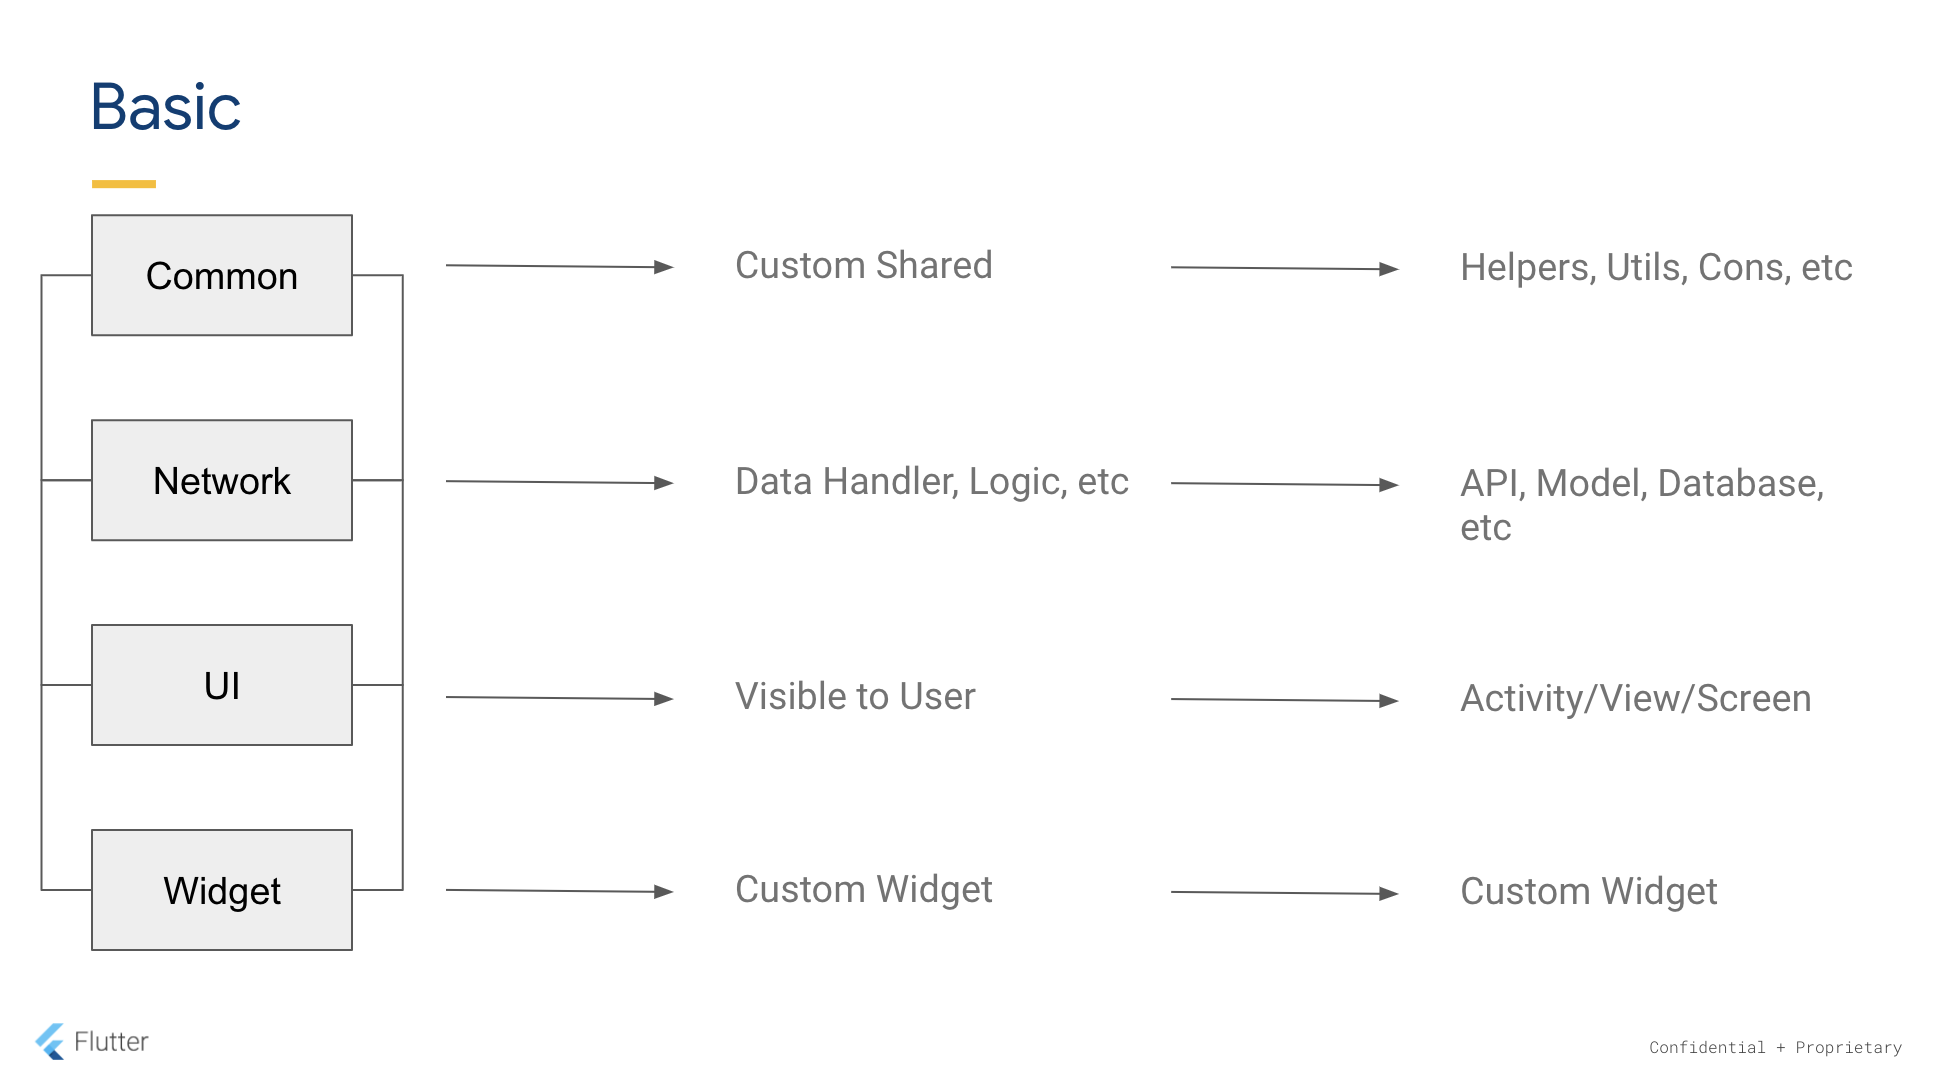 Basic
Common
Custom Shared
Helpers, Utils, Cons, etc
Network
Data Handler, Logic, etc
API, Model, Database,
etc
UI
Visible to User
Activity/View/Screen
Widget
Custom Widget
Custom Widget
Flutter
Confidential + Proprietary